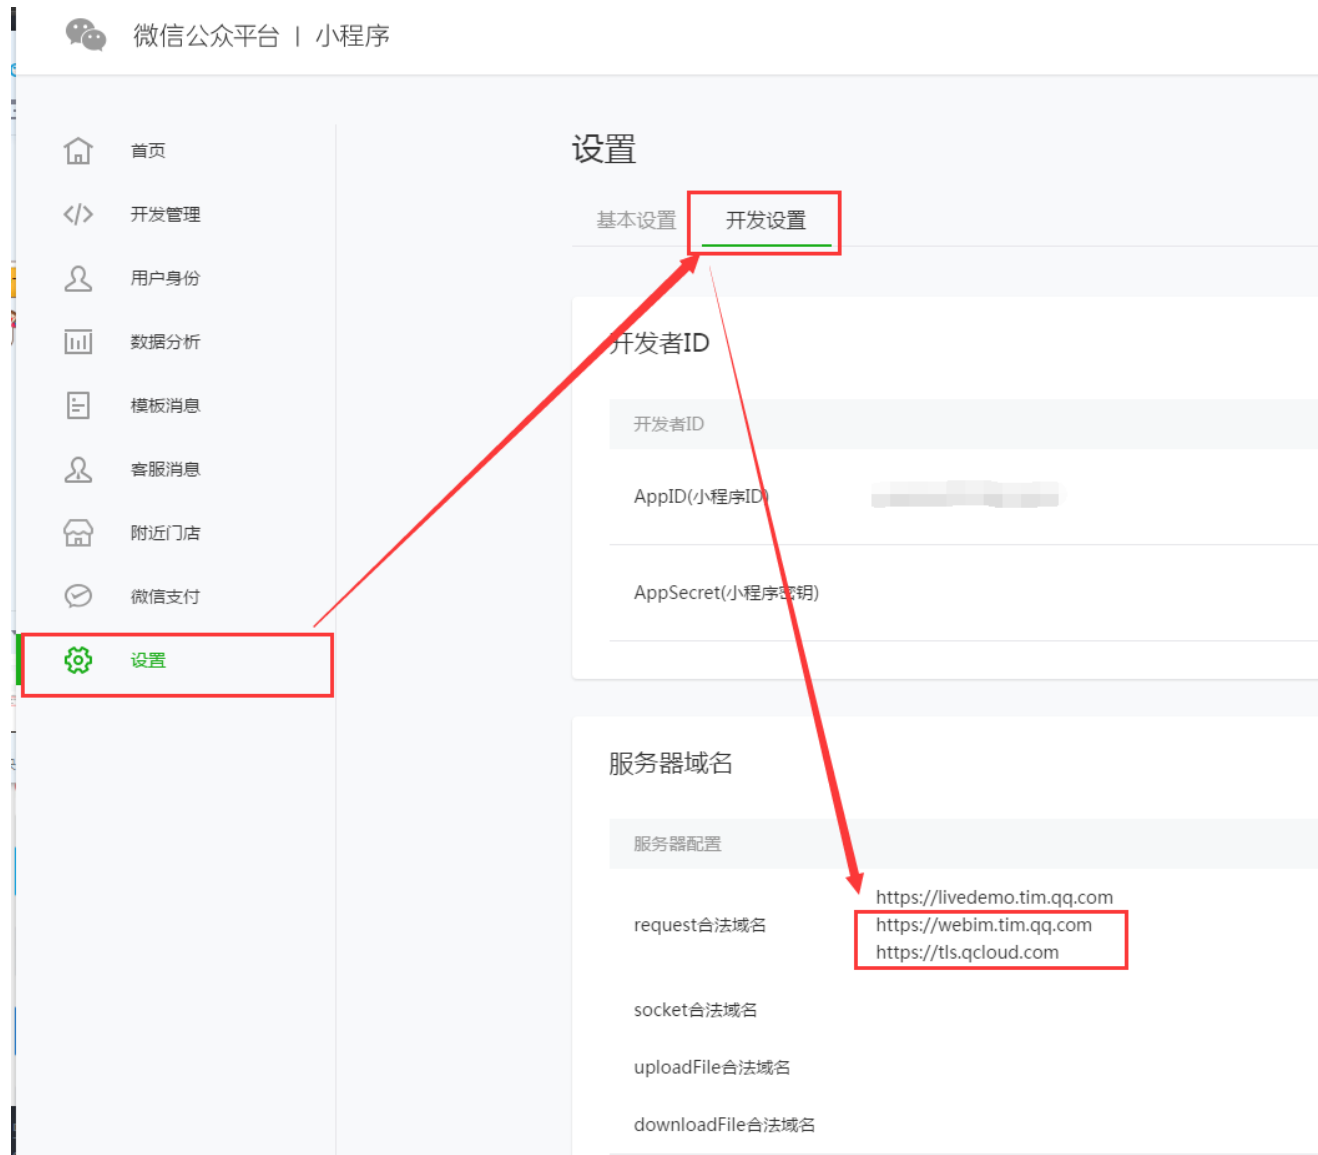 微信公众平台 | 小程序
首页
开发管理
用户身份
数据分析
模板消息
客服消息
附近门店
微信支付
设置
设置
基本设置 开发设置
开发者ID
开发者ID
AppID(小程序ID)
AppSecret(小程序密钥)
服务器域名
服务器配置
request合法域名
https://livedemo.tim.qq.com
https://webim.tim.qq.com
https://tls.qcloud.com
socket合法域名
uploadFile合法域名
downloadFile合法域名